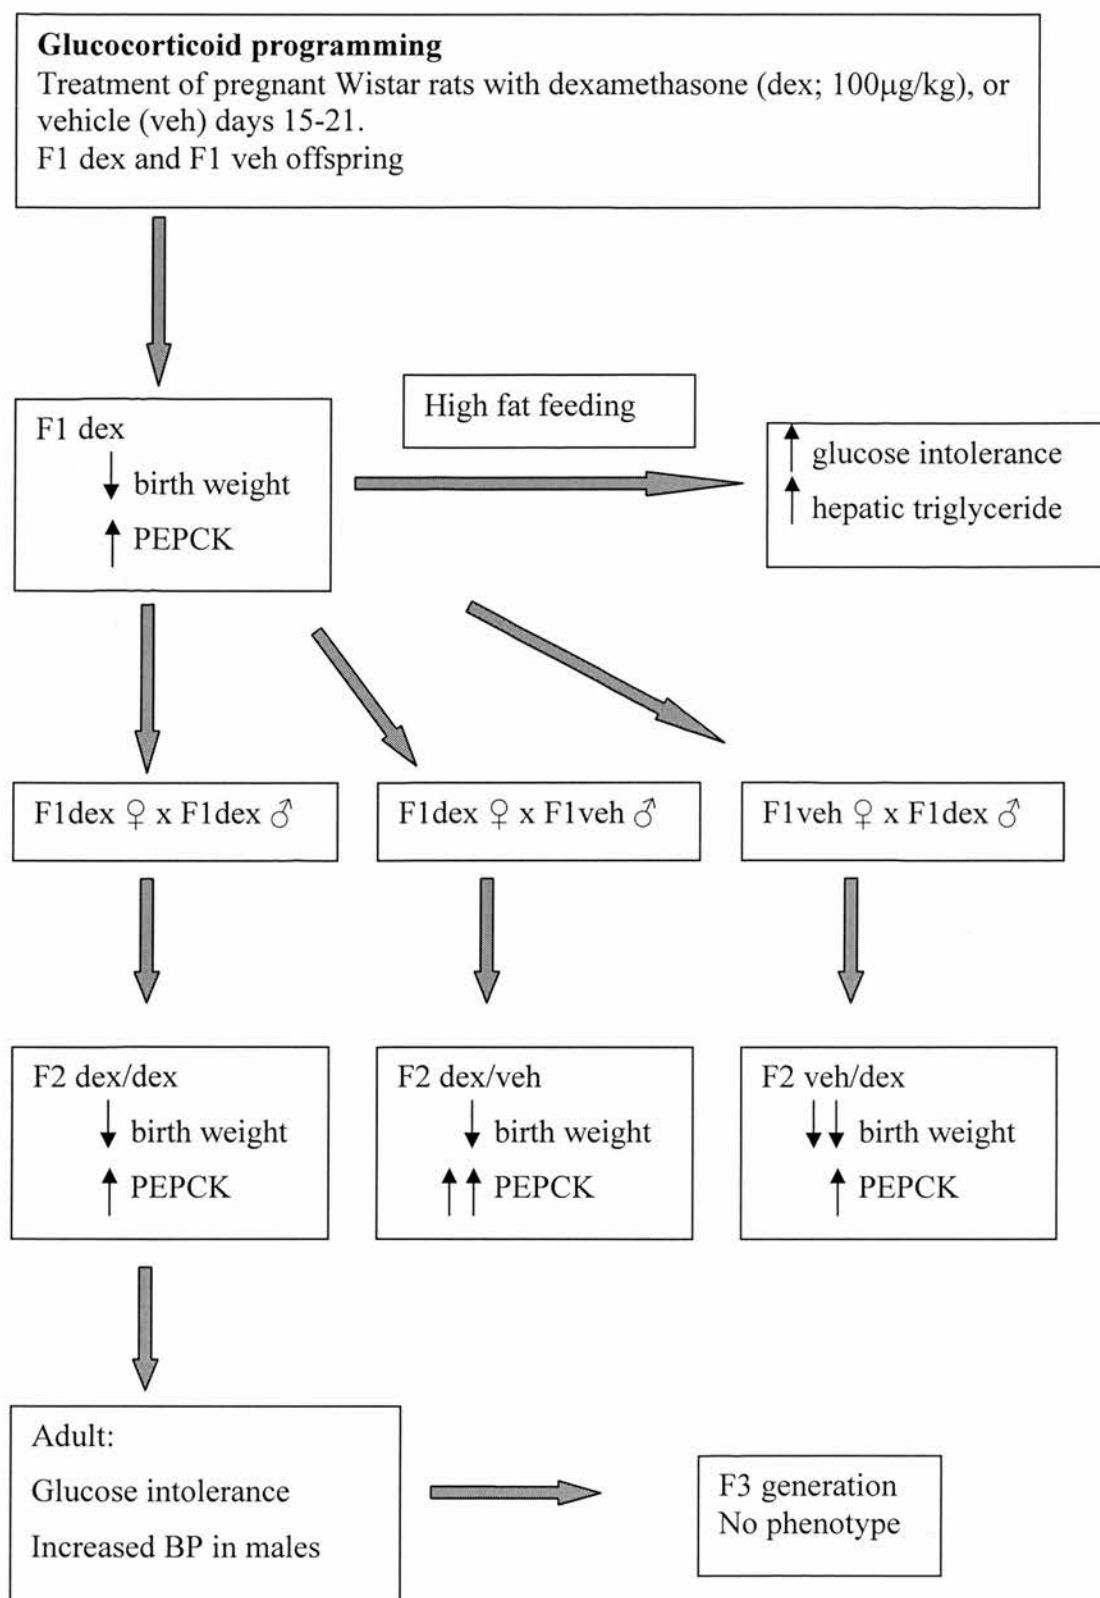 Glucocorticoid programming
Treatment of pregnant Wistar rats with dexamethasone (dex; 100μg/kg), or
vehicle (veh) days 15-21.
F1 dex and F1 veh offspring
F1 dex
↓ birth weight
↑ PEPCK
High fat feeding
↑ glucose intolerance
↑ hepatic triglyceride
F1dex ♀ x F1dex ♂
F1dex ♀ x F1veh ♂
F1veh ♀ x F1dex ♂
F2 dex/dex
↓ birth weight
↑ PEPCK
F2 dex/veh
↓ birth weight
↑↑ PEPCK
F2 veh/dex
↓↓ birth weight
↑ PEPCK
Adult:
Glucose intolerance
Increased BP in males
F3 generation
No phenotype